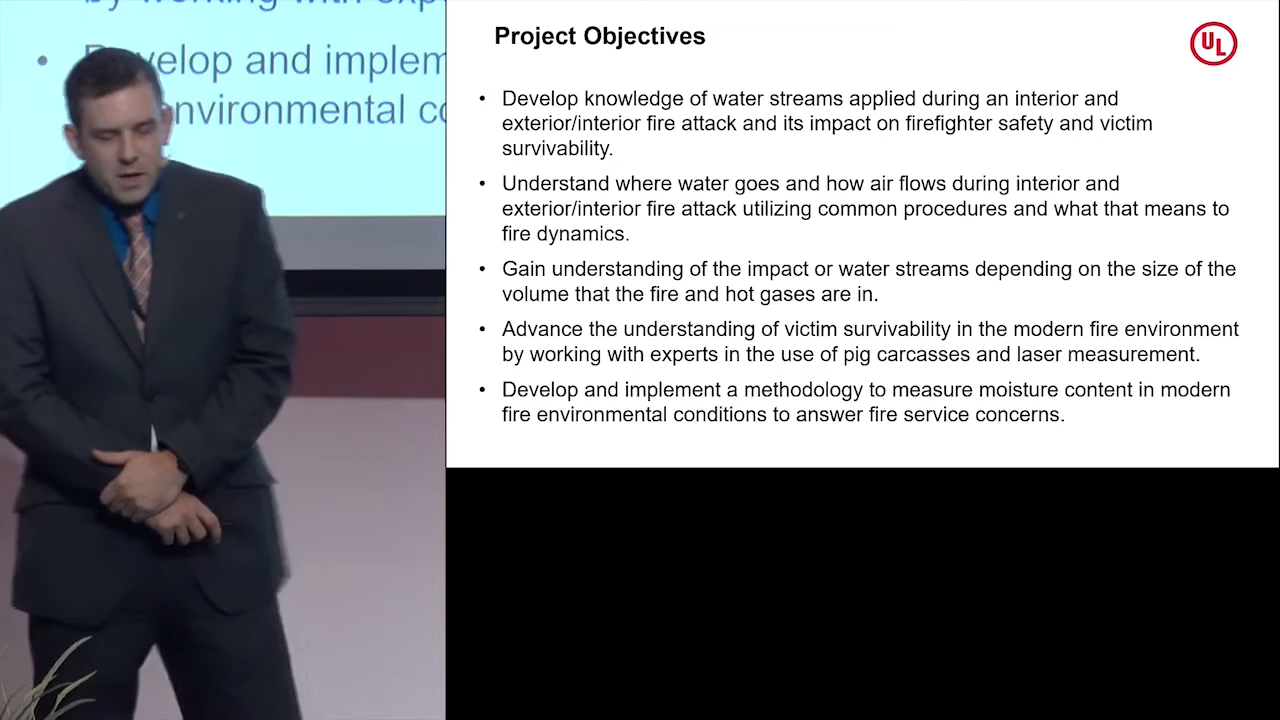 by working with exp
Develop and implem
environmental co
Project Objectives
UL
• Develop knowledge of water streams applied during an interior and
exterior/interior fire attack and its impact on firefighter safety and victim
survivability.
• Understand where water goes and how air flows during interior and
exterior/interior fire attack utilizing common procedures and what that means to
fire dynamics.
• Gain understanding of the impact or water streams depending on the size of the
volume that the fire and hot gases are in.
• Advance the understanding of victim survivability in the modern fire environment
by working with experts in the use of pig carcasses and laser measurement.
• Develop and implement a methodology to measure moisture content in modern
fire environmental conditions to answer fire service concerns.